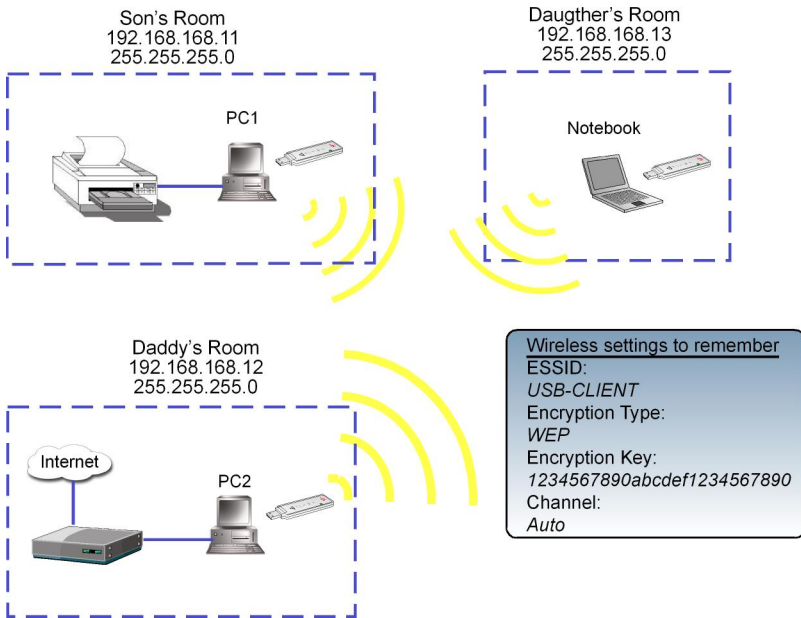 Son's Room
192.168.168.11
255.255.255.0
PC1
Daugther's Room
192.168.168.13
255.255.255.0
Notebook
Daddy's Room
192.168.168.12
255.255.255.0
Internet
PC2
Wireless settings to remember
ESSID:
USB-CLIENT
Encryption Type:
WEP
Encryption Key:
1234567890abcdef1234567890
Channel:
Auto